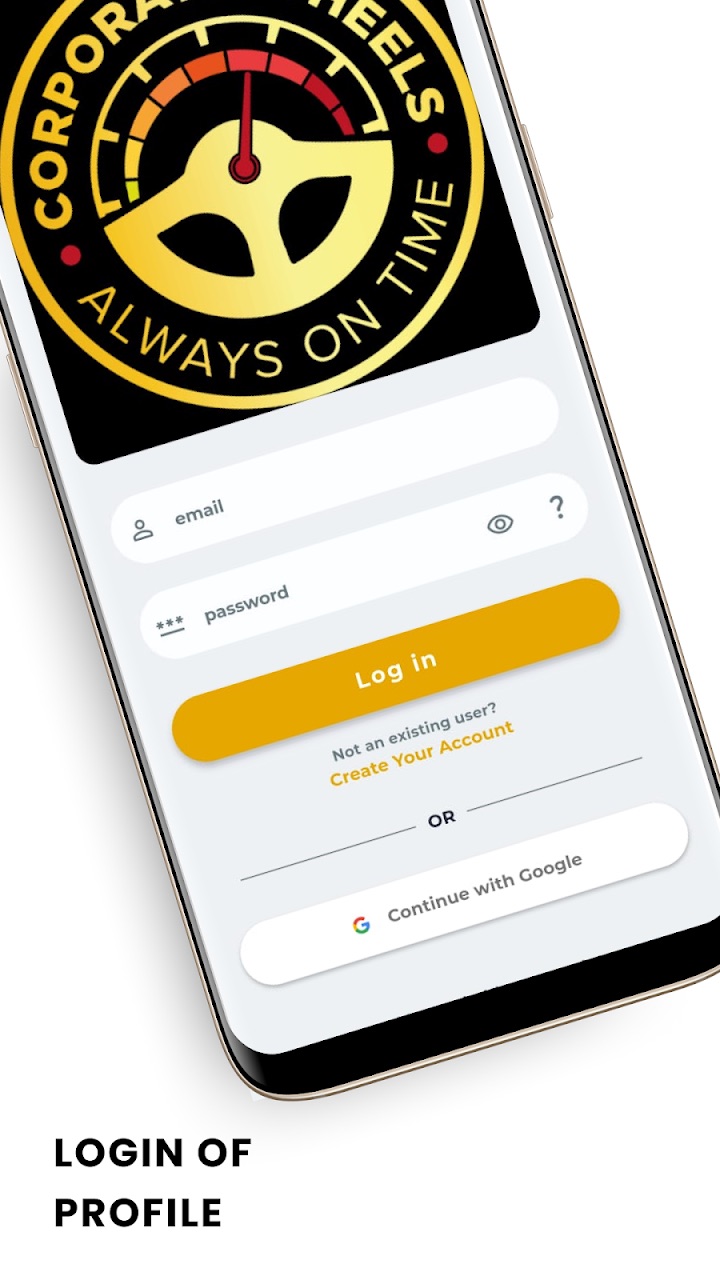 CORPORATE WHEELS
ALWAYS ON TIME
email
*** password ?
Log in
Not an existing user?
Create Your Account
OR
G Continue with Google
LOGIN OF
PROFILE